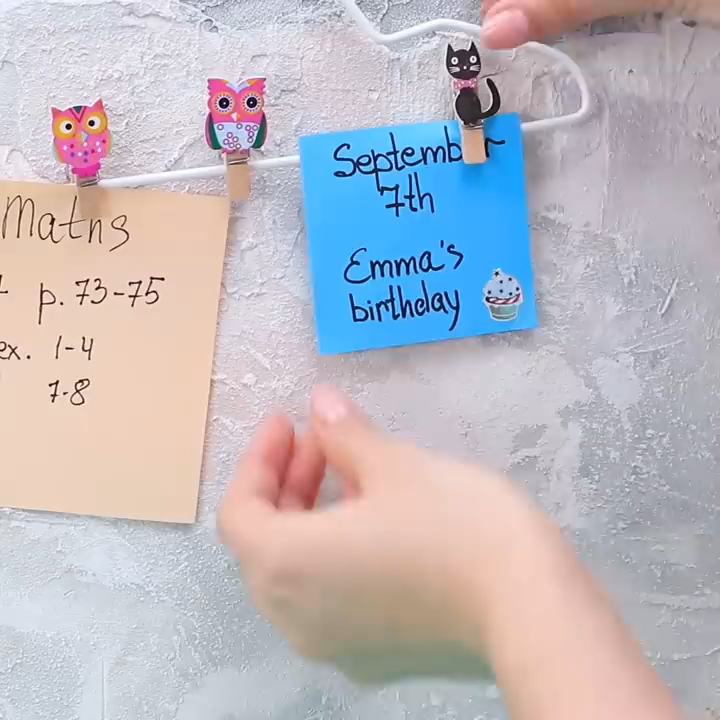 Maths
p. 73-75
ex. 1-4
7-8
September
7th
Emma's
birthday